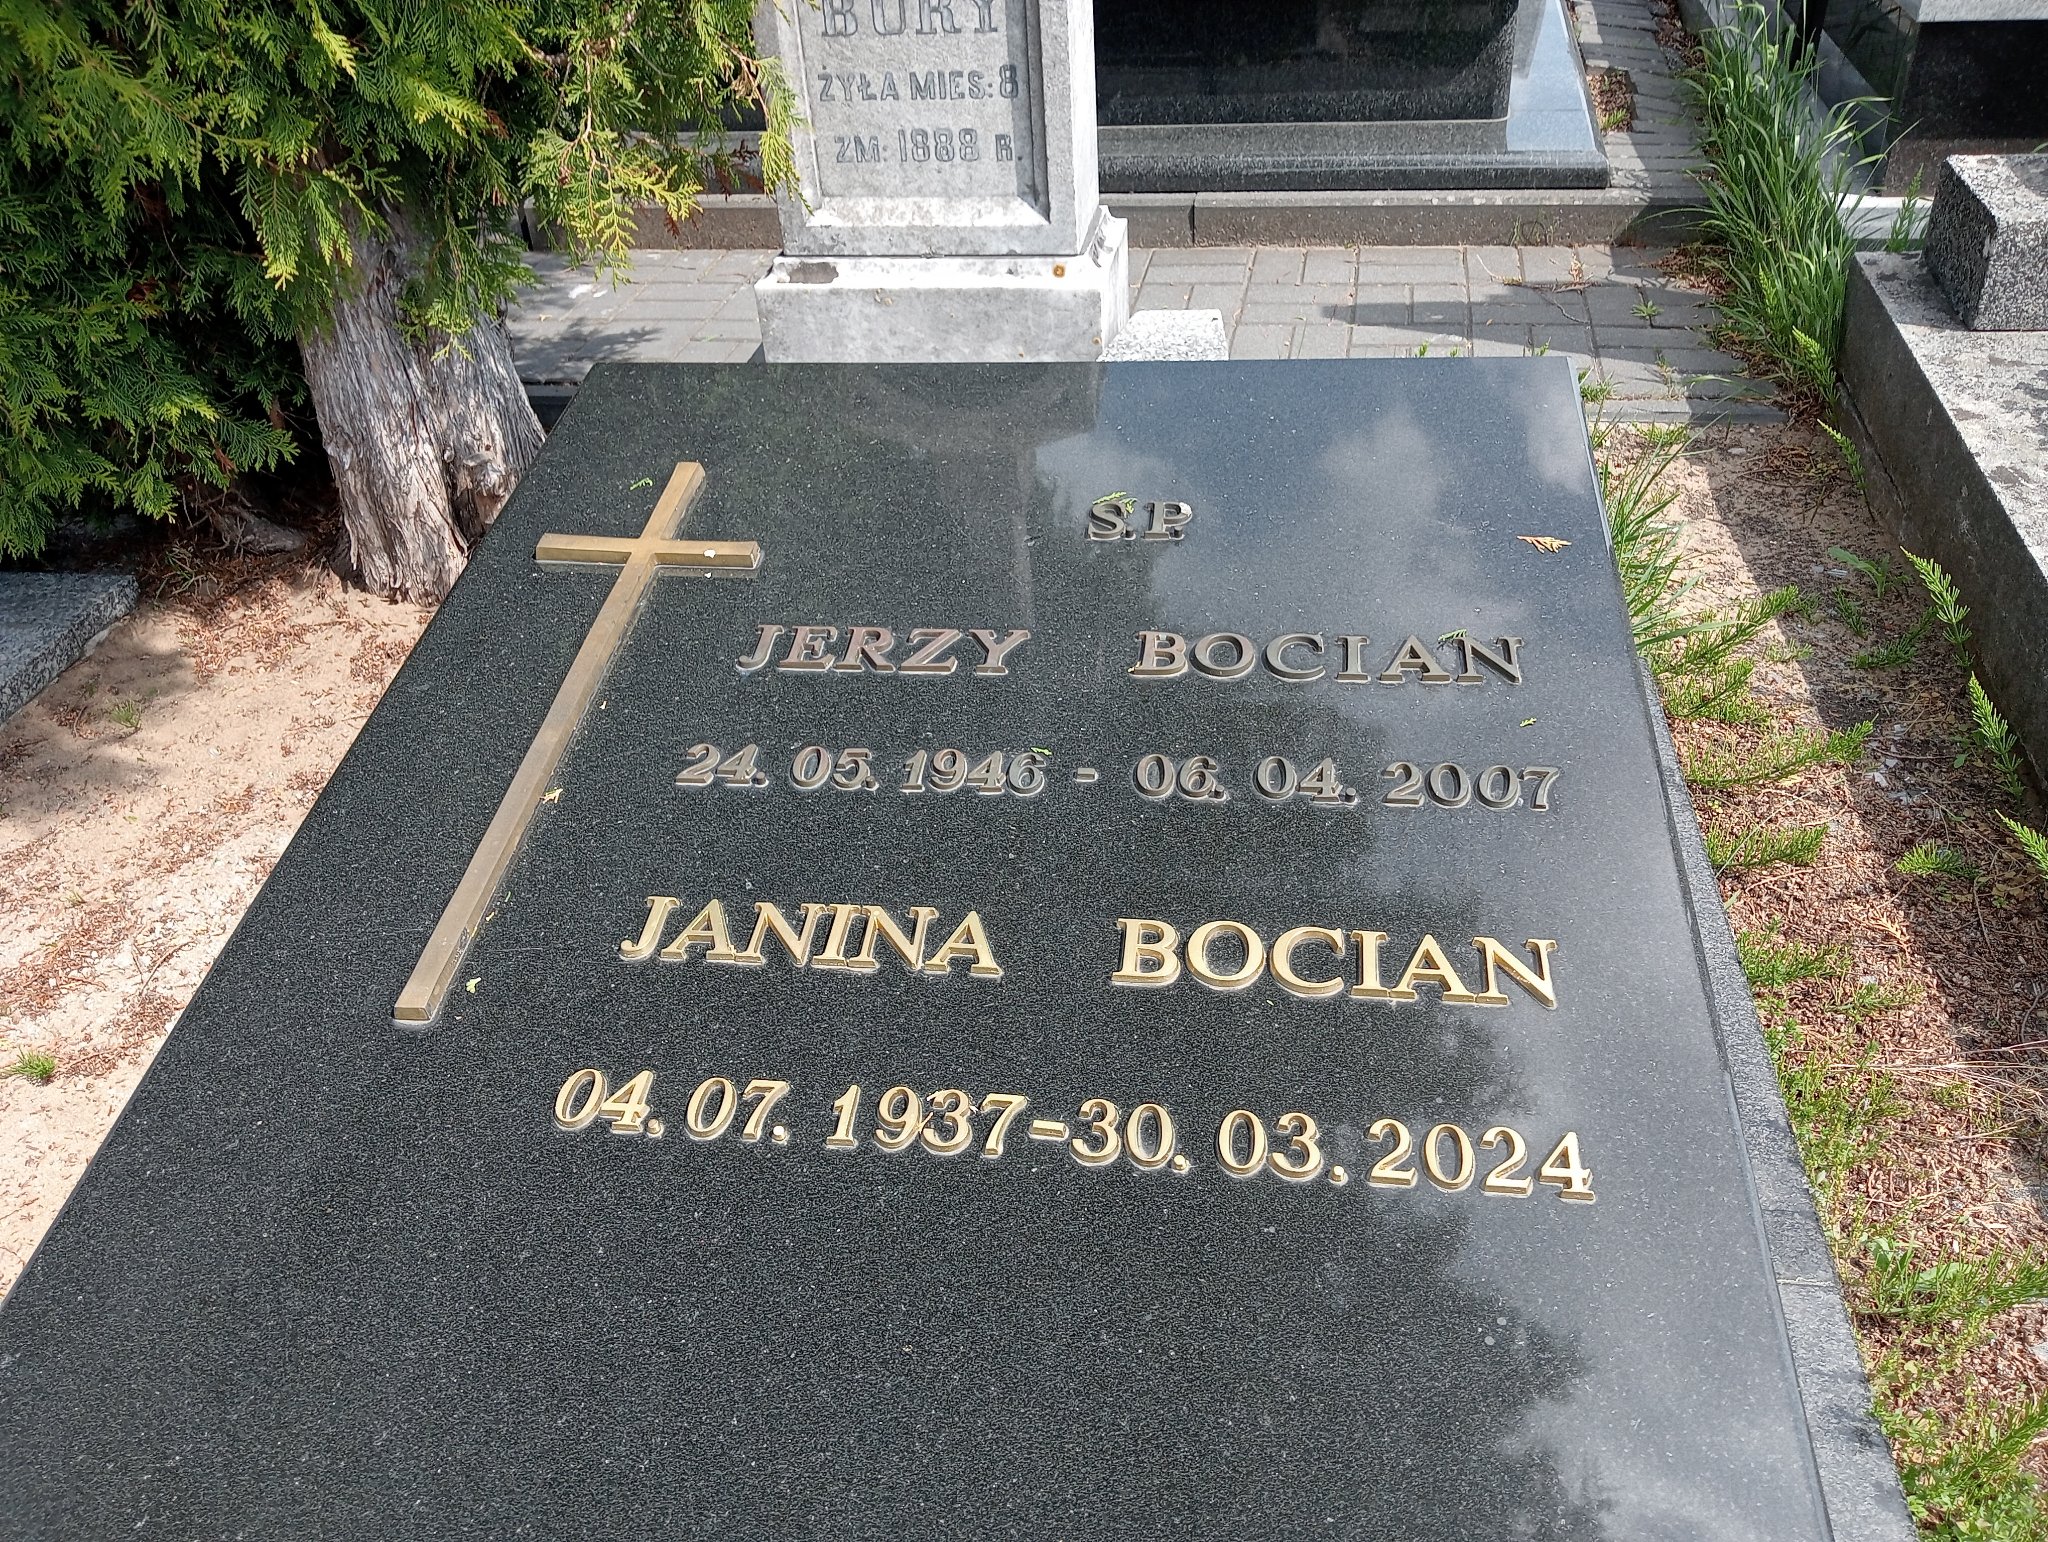 BURY
ŻYŁA MIES: 8
ZM: 1888 R.
Ś.P.
JERZY BOCIAN
24. 05. 1946 - 06. 04. 2007
JANINA BOCIAN
04. 07. 1937-30. 03. 2024